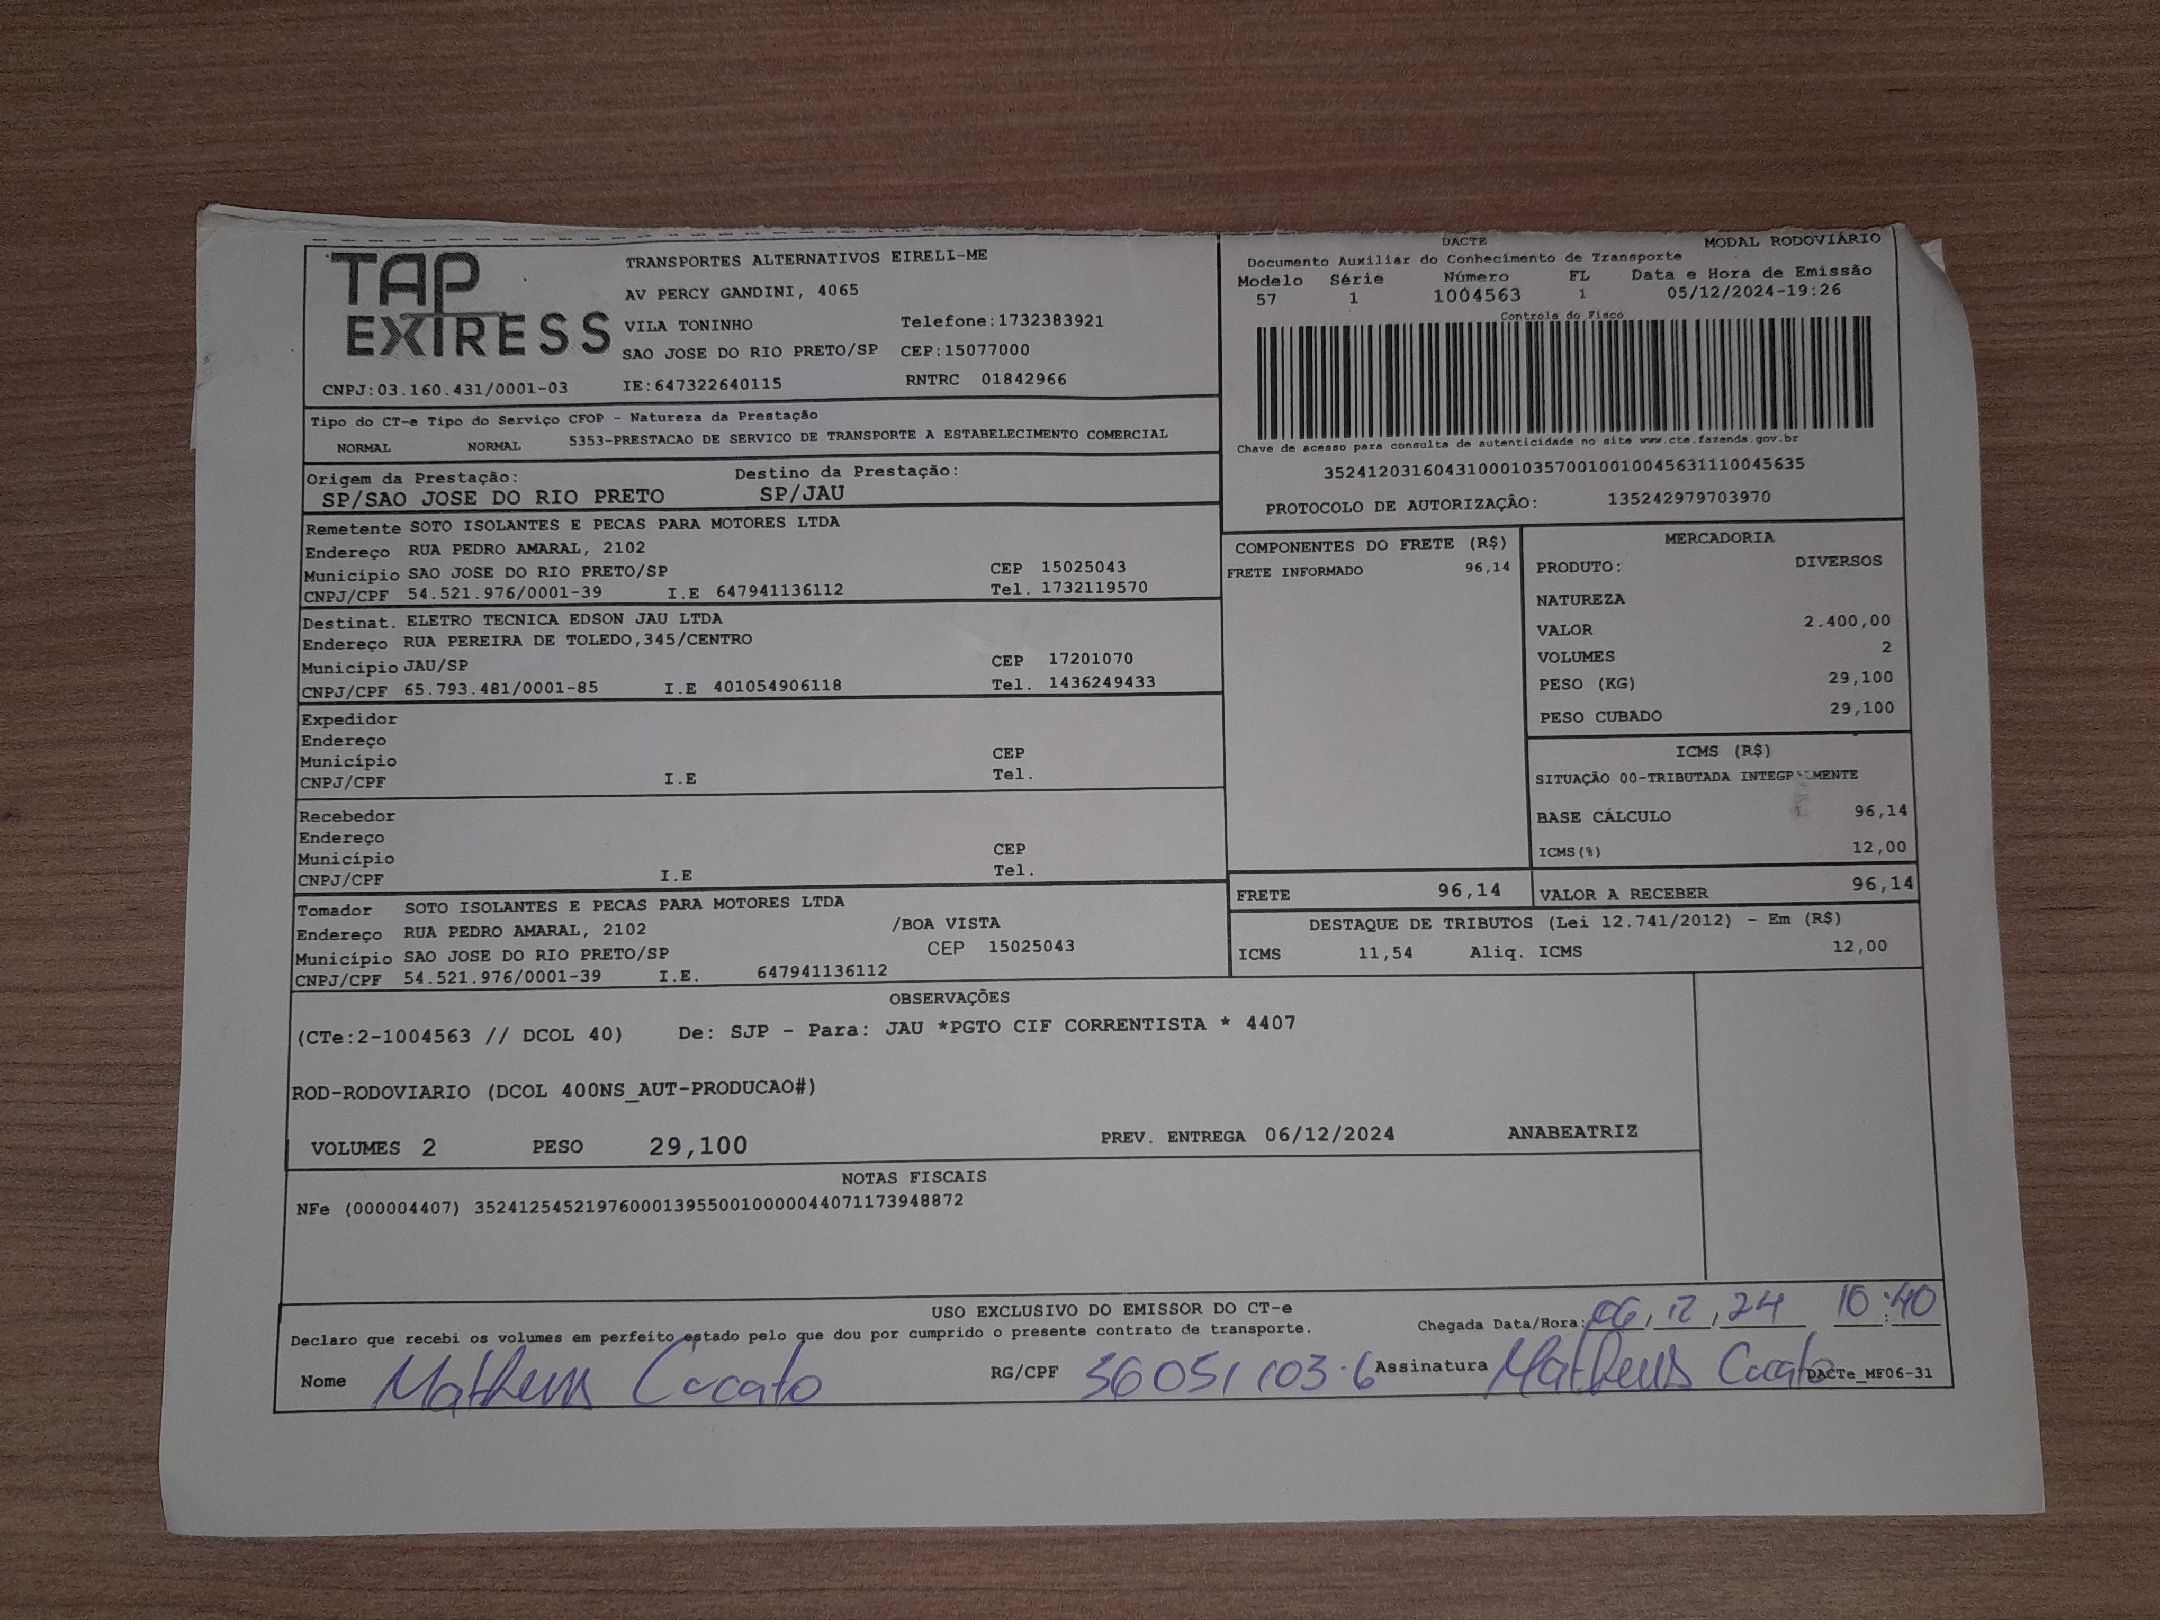 TAP EXPRESS
TRANSPORTES ALTERNATIVOS EIRELI-ME
AV PERCY GANDINI, 4065
VILA TONINHO Telefone:1732383921
SAO JOSE DO RIO PRETO/SP CEP:15077000
CNPJ:03.160.431/0001-03 IE:647322640115 RNTRC 01842966
DACTE MODAL RODOVIÁRIO
Documento Auxiliar do Conhecimento de Transporte
Modelo Série Número FL Data e Hora de Emissão
57 1 1004563 1 05/12/2024-19:26
Controle do Fisco
Chave de acesso para consulta de autenticidade no site www.cte.fazenda.gov.br
35241203160431000103570010010045631110045635
PROTOCOLO DE AUTORIZAÇÂO: 135242979703970
Tipo do CT-e Tipo do Serviço CFOP - Natureza da Prestação
NORMAL NORMAL 5353-PRESTACAO DE SERVICO DE TRANSPORTE A ESTABELECIMENTO COMERCIAL
Origem da Prestação: Destino da Prestação:
SP/SAO JOSE DO RIO PRETO SP/JAU
Remetente SOTO ISOLANTES E PECAS PARA MOTORES LTDA
Endereço RUA PEDRO AMARAL, 2102
Município SAO JOSE DO RIO PRETO/SP CEP 15025043
CNPJ/CPF 54.521.976/0001-39 I.E 647941136112 Tel. 1732119570
Destinat. ELETRO TECNICA EDSON JAU LTDA
Endereço RUA PEREIRA DE TOLEDO,345/CENTRO
Município JAU/SP CEP 17201070
CNPJ/CPF 65.793.481/0001-85 I.E 401054906118 Tel. 1436249433
Expedidor
Endereço
Município CEP
CNPJ/CPF I.E Tel.
Recebedor
Endereço
Município CEP
CNPJ/CPF I.E Tel.
Tomador SOTO ISOLANTES E PECAS PARA MOTORES LTDA
Endereço RUA PEDRO AMARAL, 2102 /BOA VISTA
Município SAO JOSE DO RIO PRETO/SP CEP 15025043
CNPJ/CPF 54.521.976/0001-39 I.E. 647941136112
COMPONENTES DO FRETE (R$)
FRETE INFORMADO 96,14
MERCADORIA
PRODUTO: DIVERSOS
NATUREZA
VALOR 2.400,00
VOLUMES 2
PESO (KG) 29,100
PESO CUBADO 29,100
ICMS (R$)
SITUAÇÃO 00-TRIBUTADA INTEGRALMENTE
BASE CÁLCULO 96,14
ICMS(%) 12,00
FRETE 96,14 VALOR A RECEBER 96,14
DESTAQUE DE TRIBUTOS (Lei 12.741/2012) - Em (R$)
ICMS 11,54 Aliq. ICMS 12,00
OBSERVAÇÕES
(CTe:2-1004563 // DCOL 40) De: SJP - Para: JAU *PGTO CIF CORRENTISTA * 4407
ROD-RODOVIARIO (DCOL 400NS_AUT-PRODUCAO#)
VOLUMES 2 PESO 29,100 PREV. ENTREGA 06/12/2024 ANABEATRIZ
NOTAS FISCAIS
NFe (000004407) 35241254521976000139550010000044071173948872
USO EXCLUSIVO DO EMISSOR DO CT-e
Declaro que recebi os volumes em perfeito estado pelo que dou por cumprido o presente contrato de transporte. Chegada Data/Hora: 06,12,24 10:40
Nome Matheus Cacato RG/CPF 56051103-6 Assinatura Matheus Cacato DACTe_MF06-31